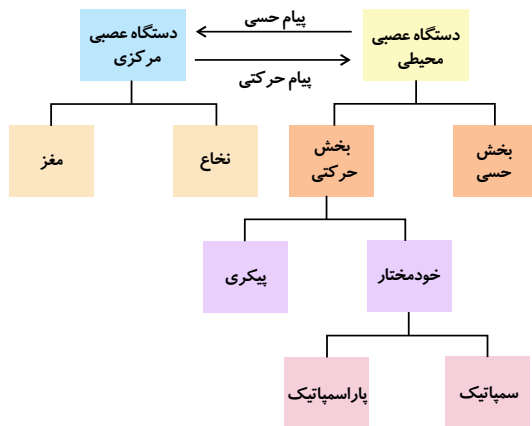 پیام حسی
دستگاه عصبی
محیطی
دستگاه عصبی
مرکزی
پیام حرکتی
بخش
حسی
بخش
حرکتی
نخاع
مغز
خودمختار
پیکری
سمپاتیک
پاراسمپاتیک